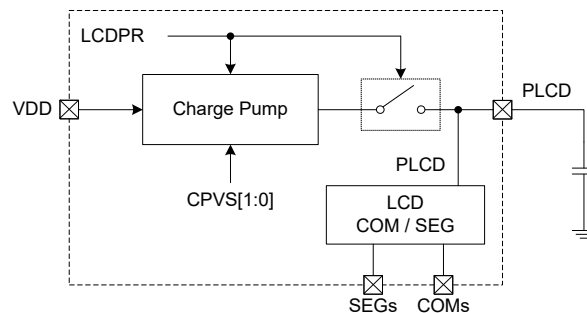 LCDPR
PLCD
VDD
Charge Pump
PLCD
CPVS[1:0]
LCD
COM / SEG
SEGs
COMs